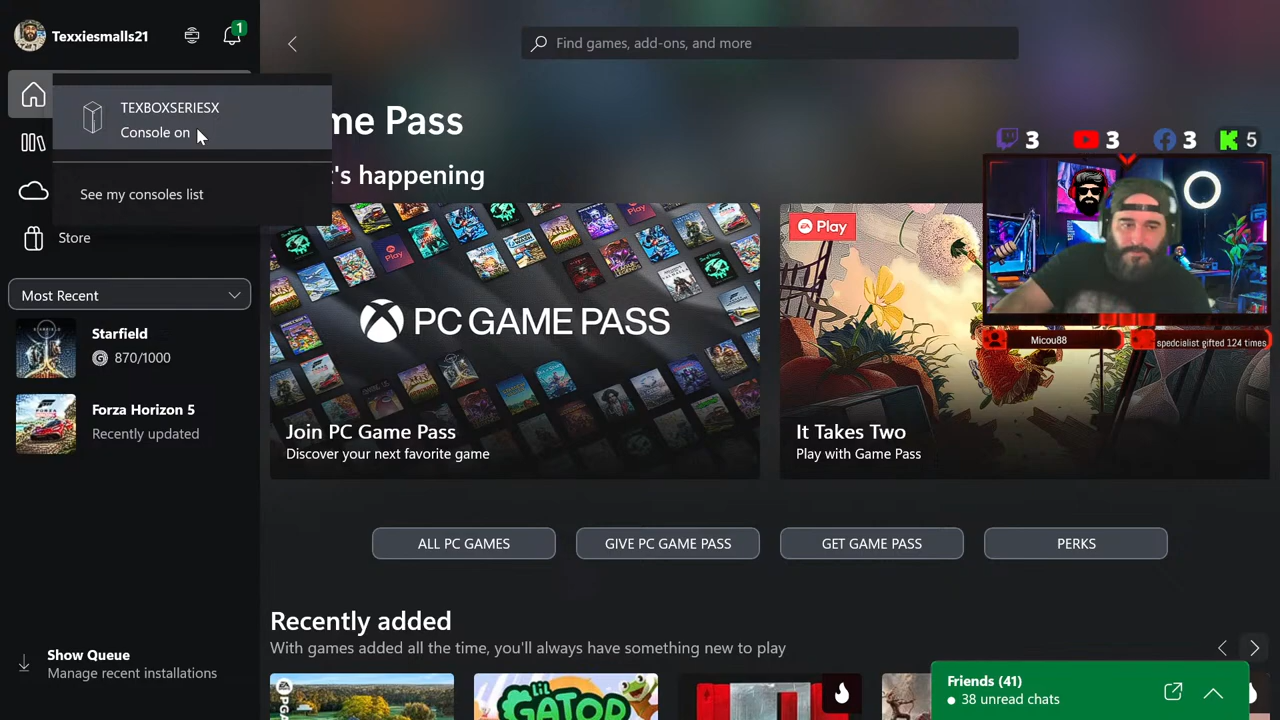 Texxiesmalls21
1
Find games, add-ons, and more
TEXBOXSERIESX
Console on
See my consoles list
Store
me Pass
t's happening
3 3 3 5
Most Recent
Starfield
870/1000
Forza Horizon 5
Recently updated
PC GAME PASS
Join PC Game Pass
Discover your next favorite game
EA Play
It Takes Two
Play with Game Pass
Micou88
spedcialist gifted 124 times
ALL PC GAMES
GIVE PC GAME PASS
GET GAME PASS
PERKS
Recently added
With games added all the time, you'll always have something new to play
Lil
GATOR
Show Queue
Manage recent installations
Friends (41)
38 unread chats